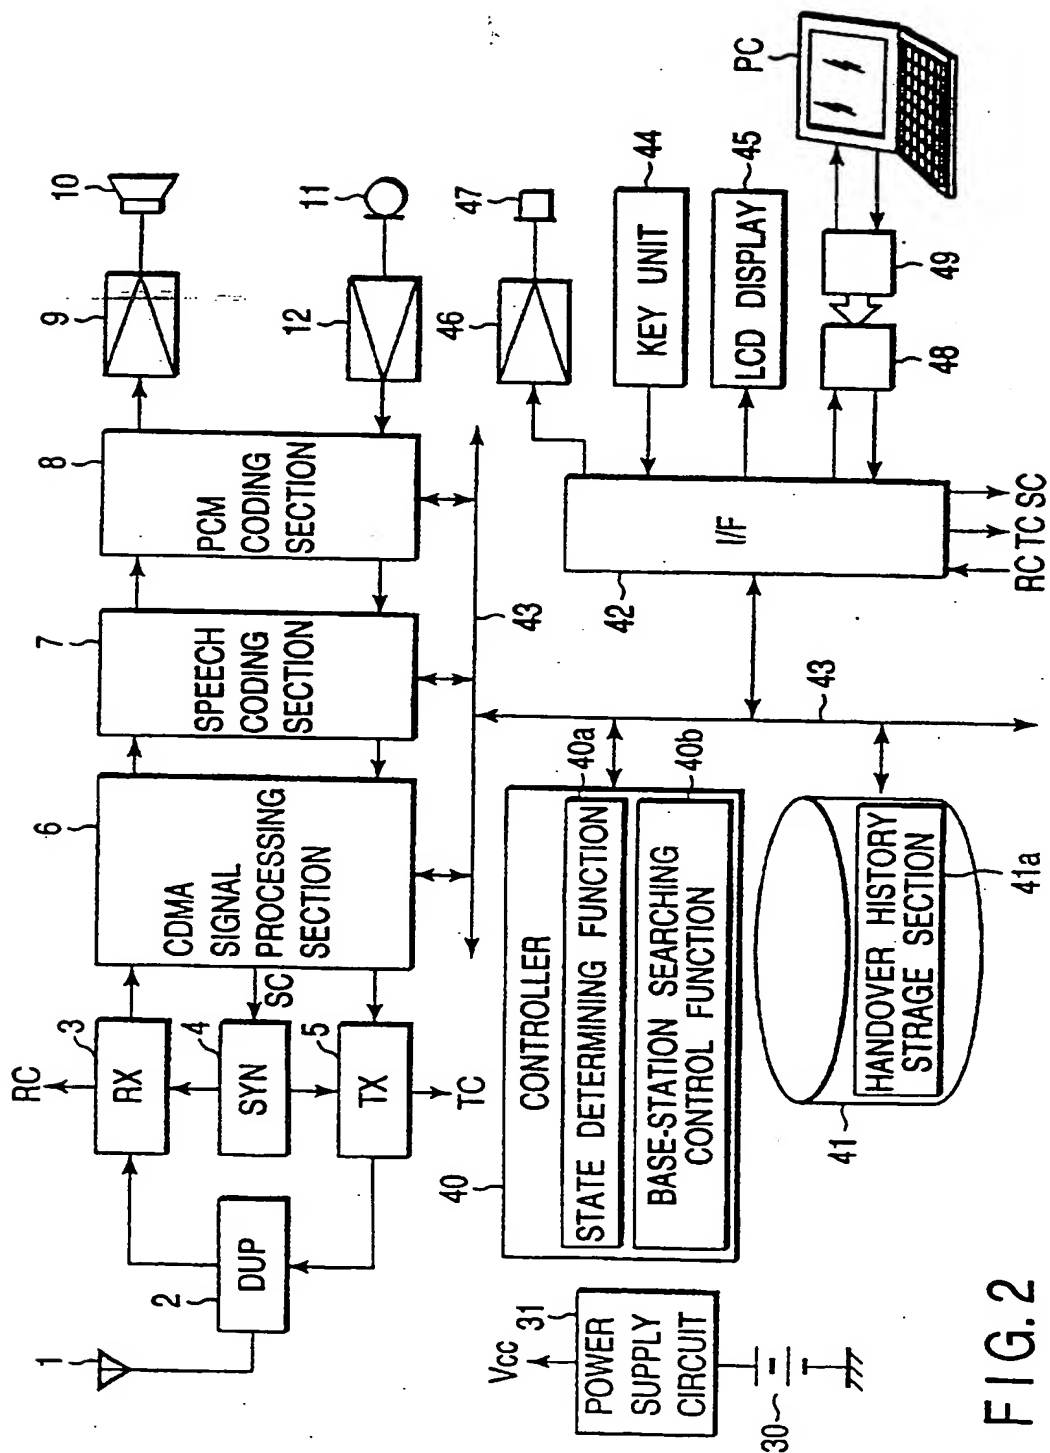 1
2
DUP
RC
3
RX
4
SYN
SC
5
TX
TC
6
CDMA
SIGNAL
PROCESSING
SECTION
7
SPEECH
CODING
SECTION
8
PCM
CODING
SECTION
9
10
11
12
43
Vcc
31
POWER
SUPPLY
CIRCUIT
30
40
CONTROLLER
40a
STATE DETERMINING FUNCTION
40b
BASE-STATION SEARCHING
CONTROL FUNCTION
41
HANDOVER HISTORY
STRAGE SECTION
41a
43
42
I/F
RC TC SC
46
47
KEY UNIT
44
LCD DISPLAY
45
48
49
PC
FIG. 2